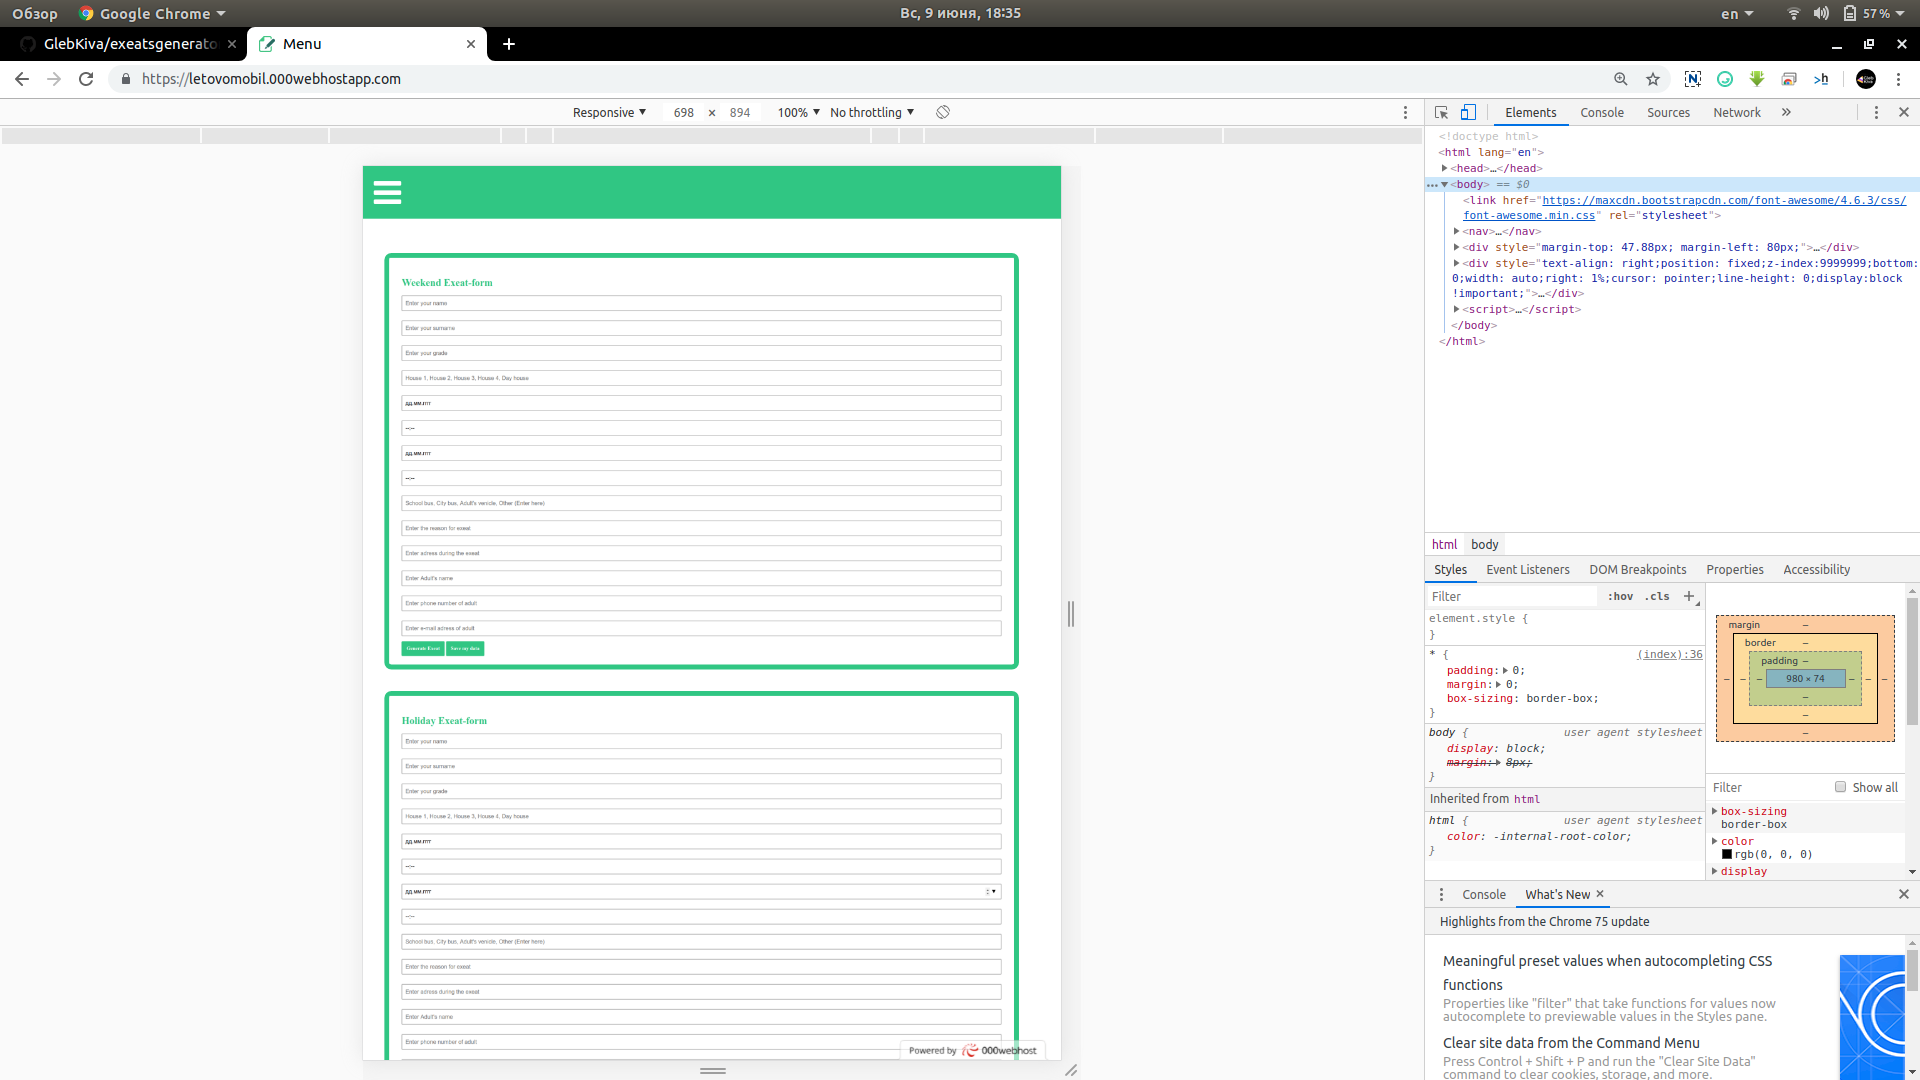 Обзор Google Chrome Вс, 9 июня, 18:35 en 57 %
GlebKiva/exeatsgenerato Menu
https://letovomobil.000webhostapp.com
Responsive 698 × 894 100% No throttling
Elements Console Sources Network
<!doctype html>
<html lang="en">
<head>…</head>
<body> == $0
<link href="https://maxcdn.bootstrapcdn.com/font-awesome/4.6.3/css/
font-awesome.min.css" rel="stylesheet">
<nav>…</nav>
<div style="margin-top: 47.88px; margin-left: 80px;">…</div>
<div style="text-align: right;position: fixed;z-index:9999999;bottom:
0;width: auto;right: 1%;cursor: pointer;line-height: 0;display:block
!important;">…</div>
<script>…</script>
</body>
</html>
Weekend Exeat-form
Enter your name
Enter your surname
Enter your grade
House 1, House 2, House 3, House 4, Day house
дд.мм.гггг
--:--
дд.мм.гггг
--:--
School bus, City bus, Adult's vehicle, Other (Enter here)
Enter the reason for exeat
Enter adress during the exeat
Enter Adult's name
Enter phone number of adult
Enter e-mail adress of adult
Generate Exeat Save my data
Holiday Exeat-form
Enter your name
Enter your surname
Enter your grade
House 1, House 2, House 3, House 4, Day house
дд.мм.гггг
--:--
дд.мм.гггг
--:--
School bus, City bus, Adult's vehicle, Other (Enter here)
Enter the reason for exeat
Enter adress during the exeat
Enter Adult's name
Enter phone number of adult
Powered by 000webhost
html body
Styles Event Listeners DOM Breakpoints Properties Accessibility
Filter :hov .cls +
element.style {
}
* { (index):36
padding: 0;
margin: 0;
box-sizing: border-box;
}
body { user agent stylesheet
display: block;
margin: 8px;
}
Inherited from html
html { user agent stylesheet
color: -internal-root-color;
}
margin –
border –
padding –
– – – 980 × 74 – – –
–
–
–
Filter Show all
box-sizing
border-box
color
rgb(0, 0, 0)
display
Console What's New
Highlights from the Chrome 75 update
Meaningful preset values when autocompleting CSS
functions
Properties like "filter" that take functions for values now
autocomplete to previewable values in the Styles pane.
Clear site data from the Command Menu
Press Control + Shift + P and run the "Clear Site Data"
command to clear cookies, storage, and more.